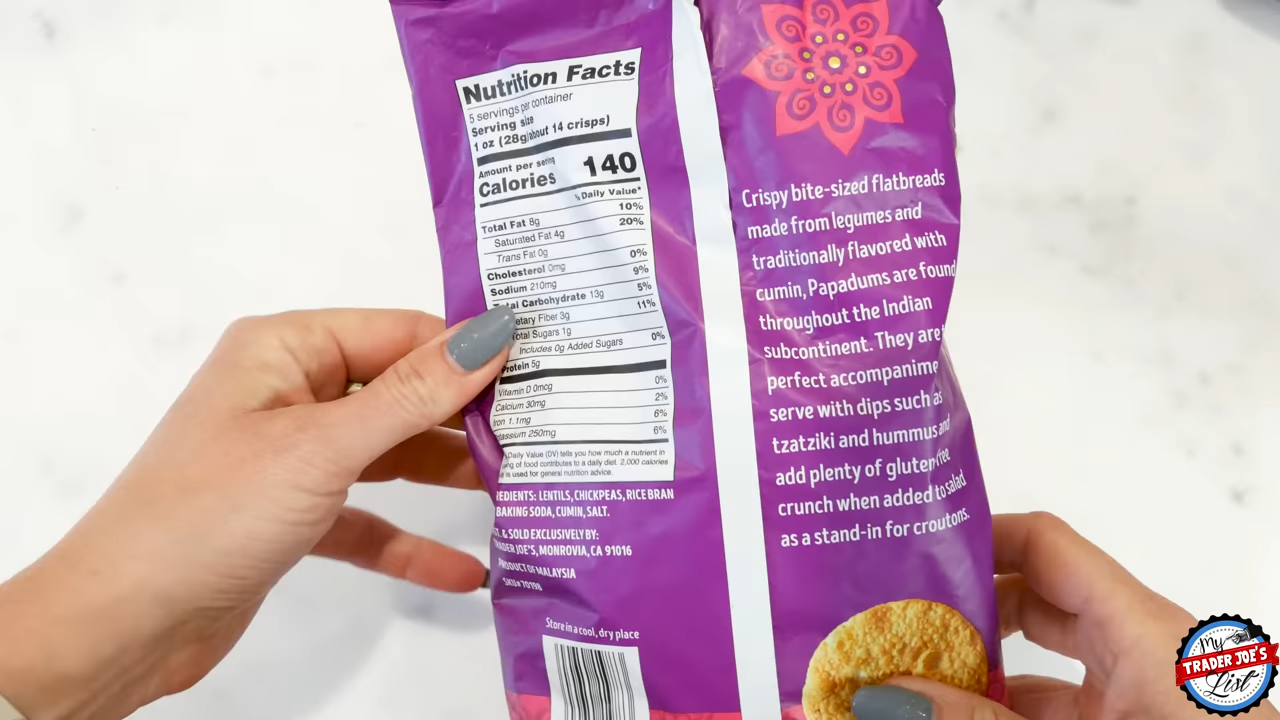 Nutrition Facts
5 servings per container
Serving size
1 oz (28g/about 14 crisps)
Amount per serving
Calories 140
% Daily Value*
Total Fat 8g 10%
Saturated Fat 4g 20%
Trans Fat 0g
Cholesterol 0mg 0%
Sodium 210mg 9%
Total Carbohydrate 13g 5%
etary Fiber 3g 11%
Total Sugars 1g
Includes 0g Added Sugars 0%
Protein 5g
Vitamin D 0mcg 0%
Calcium 30mg 2%
Iron 1.1mg 6%
otassium 250mg 6%
% Daily Value (DV) tells you how much a nutrient in
ing of food contributes to a daily diet. 2,000 calories
is used for general nutrition advice.
REDIENTS: LENTILS, CHICKPEAS, RICE BRAN
BAKING SODA, CUMIN, SALT.
ST. & SOLD EXCLUSIVELY BY:
TRADER JOE'S, MONROVIA, CA 91016
PRODUCT OF MALAYSIA
SKU# 70198
Store in a cool, dry place
Crispy bite-sized flatbreads
made from legumes and
traditionally flavored with
cumin, Papadums are found
throughout the Indian
subcontinent. They are
perfect accompanime
serve with dips such as
tzatziki and hummus and
add plenty of gluten free
crunch when added to salad
as a stand-in for croutons.
My
TRADER JOE'S
List